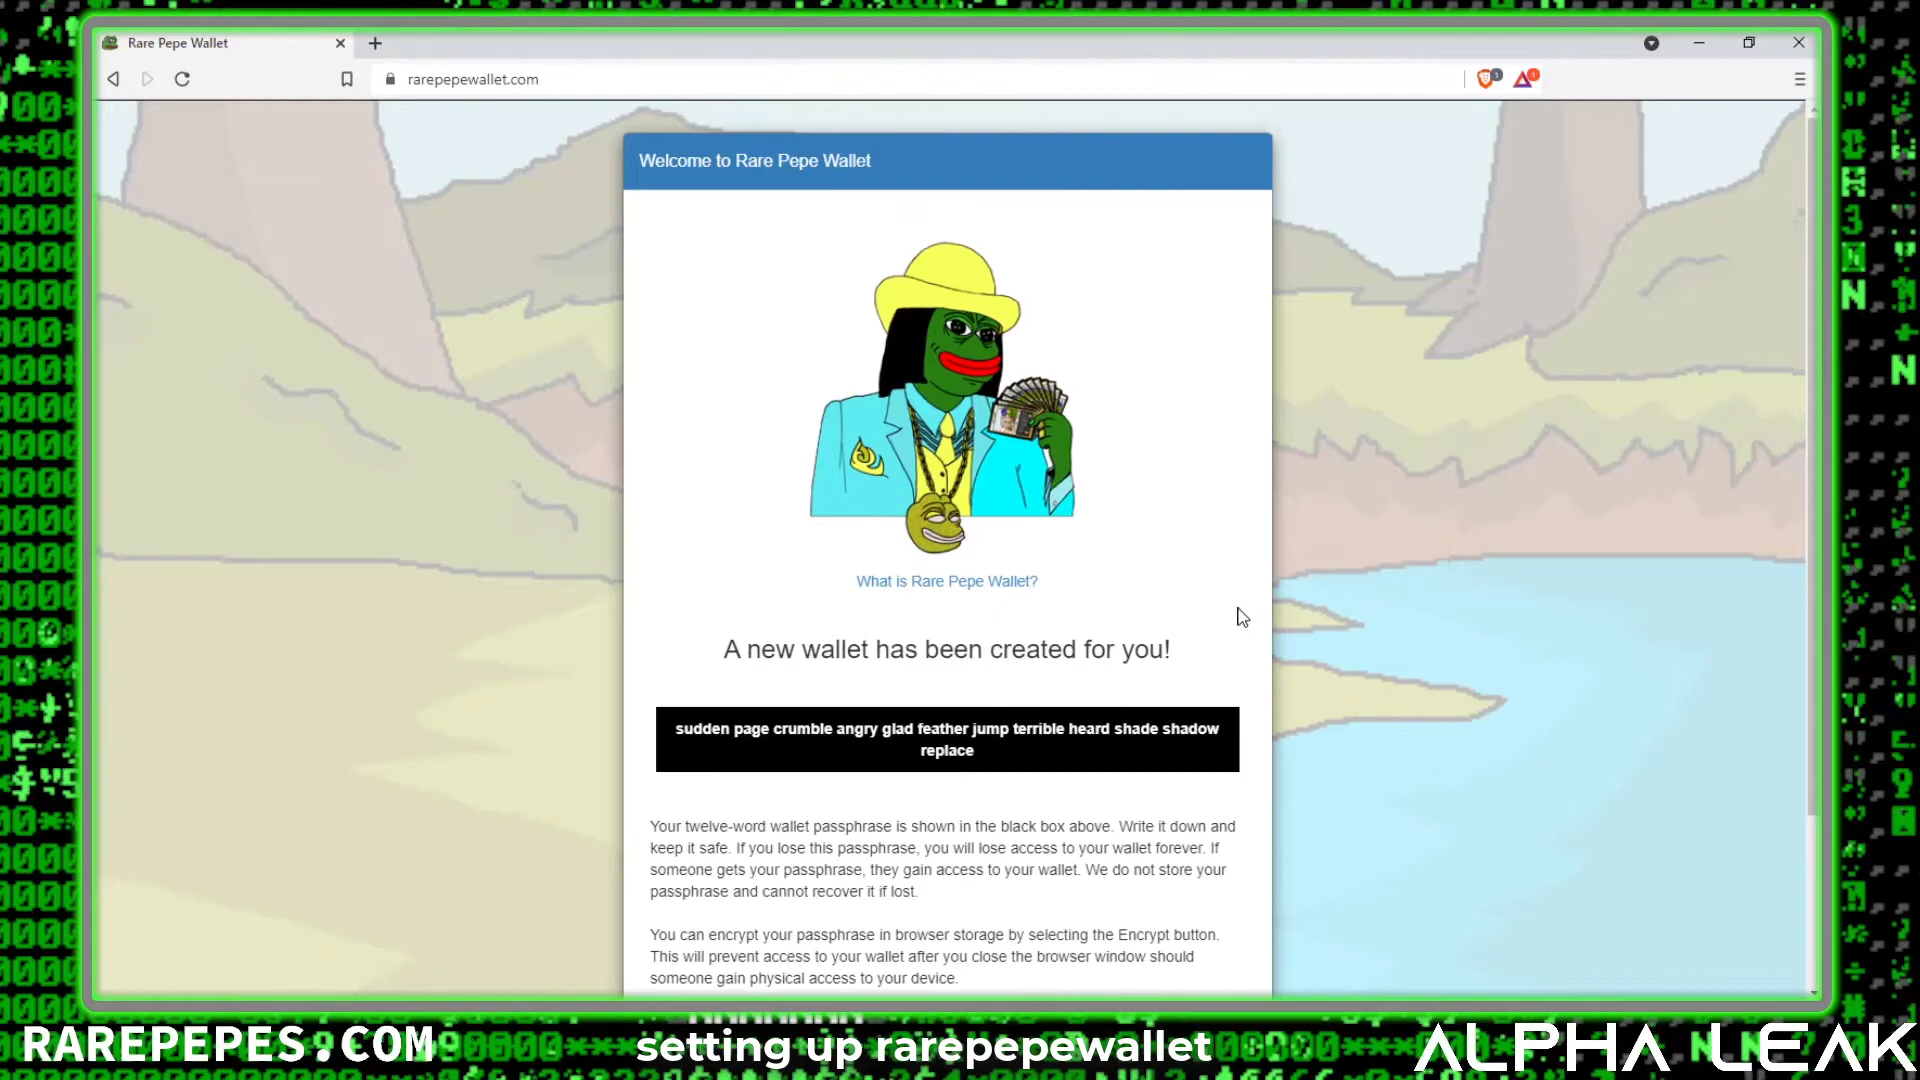 Rare Pepe Wallet
rarepepewallet.com
1
1
Welcome to Rare Pepe Wallet
What is Rare Pepe Wallet?
A new wallet has been created for you!
sudden page crumble angry glad feather jump terrible heard shade shadow
replace
Your twelve-word wallet passphrase is shown in the black box above. Write it down and
keep it safe. If you lose this passphrase, you will lose access to your wallet forever. If
someone gets your passphrase, they gain access to your wallet. We do not store your
passphrase and cannot recover it if lost.
You can encrypt your passphrase in browser storage by selecting the Encrypt button.
This will prevent access to your wallet after you close the browser window should
someone gain physical access to your device.
RAREPEPES.COM
setting up rarepepewallet
ALPHA LEAK